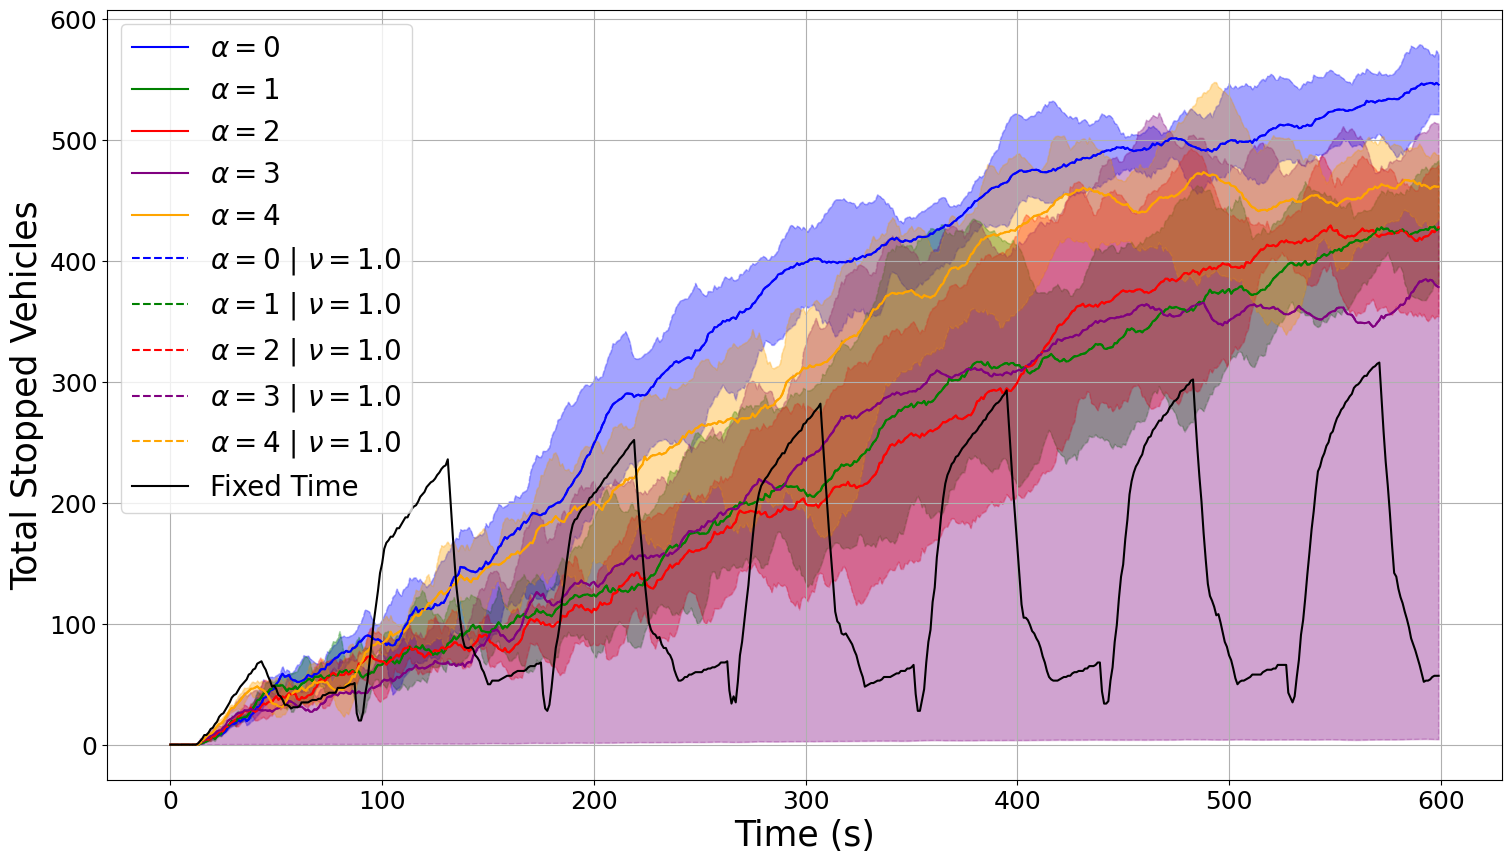 α = 0
α = 1
α = 2
α = 3
α = 4
α = 0 | ν = 1.0
α = 1 | ν = 1.0
α = 2 | ν = 1.0
α = 3 | ν = 1.0
α = 4 | ν = 1.0
Fixed Time
Total Stopped Vehicles
600
500
400
300
200
100
0
0 100 200 300 400 500 600
Time (s)